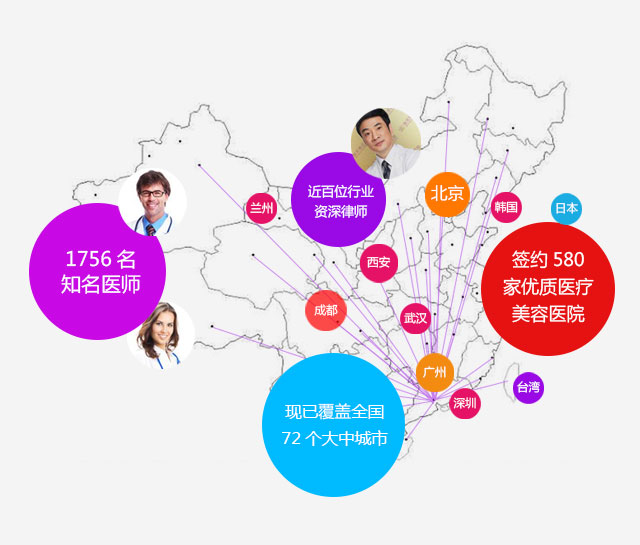 近百位行业
资深律师
北京
兰州
韩国
日本
1756 名
知名医师
西安
签约 580
家优质医疗
美容医院
成都
武汉
广州
台湾
深圳
现已覆盖全国
72 个大中城市